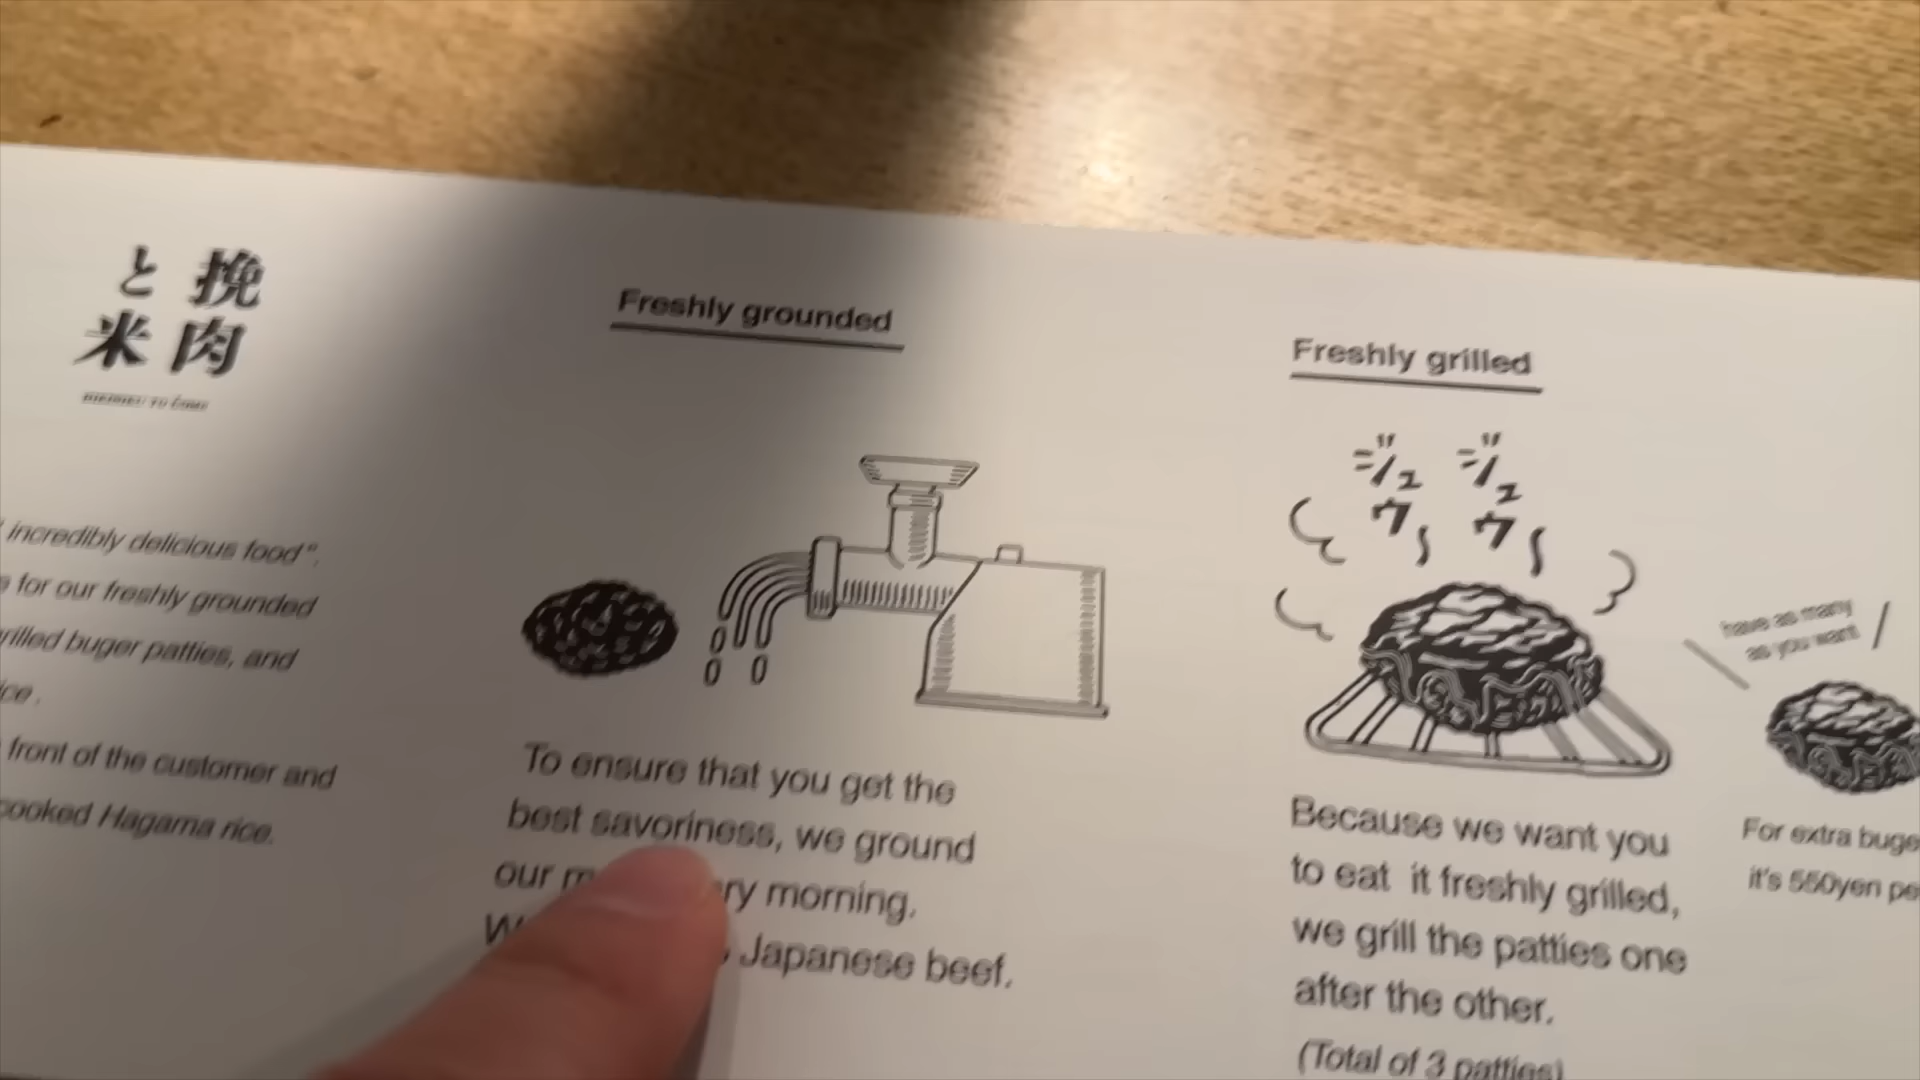 挽肉
と米
HIKINIKU TO COME
incredibly delicious food".
for our freshly grounded
buger patties, and
front of the customer and
cooked Hagama rice.
Freshly grounded
To ensure that you get the
best savoriness, we ground
our morning.
Japanese beef.
Freshly grilled
ジュウ ジュウ
Because we want you
to eat it freshly grilled,
we grill the patties one
after the other.
(Total of 3 patties)
have as many
as you want
For extra
it's 550yen